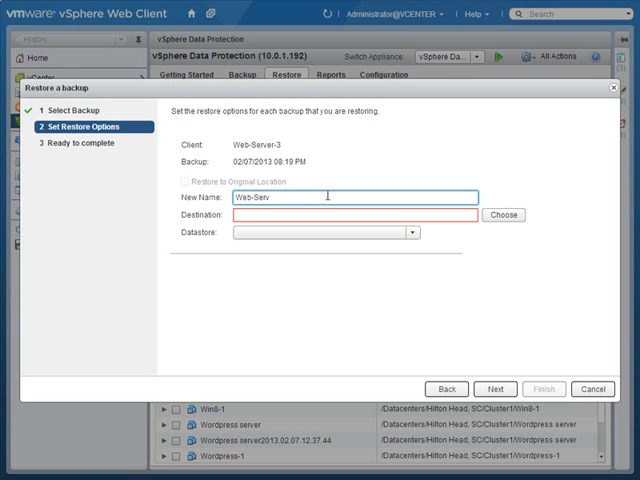 vmware® vSphere Web Client
Administrator@VCENTER
Help
Search
History
vSphere Data Protection
Home
vSphere Data Protection (10.0.1.192)
Switch Appliance:
vSphere Da...
All Actions
vCenter
Getting Started
Backup
Restore
Reports
Configuration
(3)
Restore a backup
1 Select Backup
2 Set Restore Options
3 Ready to complete
Set the restore options for each backup that you are restoring.
Client: Web-Server-3
Backup: 02/07/2013 08:19 PM
Restore to Original Location
New Name: Web-Serv
Destination:
Choose
Datastore:
Back
Next
Finish
Cancel
Win8-1 /Datacenters/Hilton Head, SC/Cluster1/Win8-1
Wordpress server /Datacenters/Hilton Head, SC/Cluster1/Wordpress server
Wordpress server2013.02.07.12.37.44 /Datacenters/Hilton Head, SC/Cluster1/Wordpress server
Wordpress-1 /Datacenters/Hilton Head, SC/Cluster1/Wordpress-1